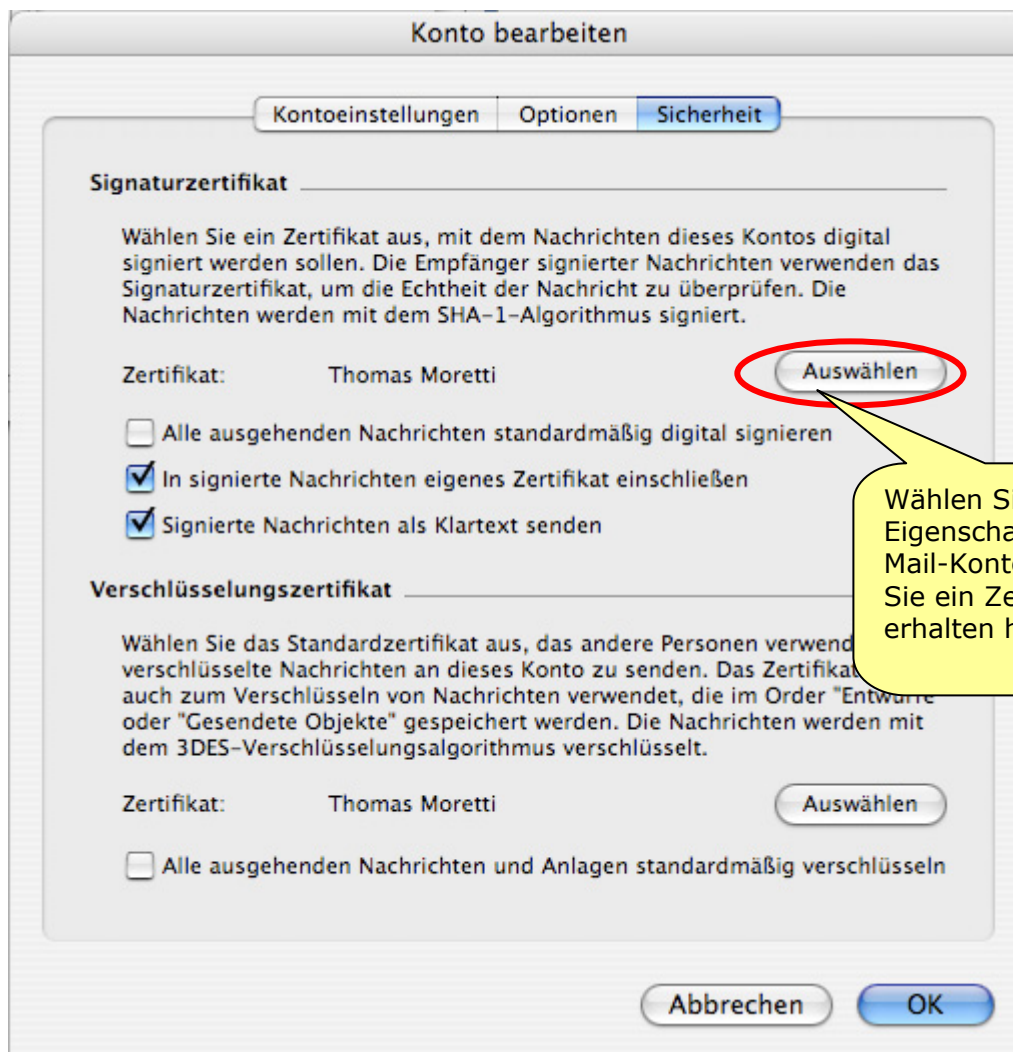 Konto bearbeiten
Kontoeinstellungen Optionen Sicherheit
Signaturzertifikat
Wählen Sie ein Zertifikat aus, mit dem Nachrichten dieses Kontos digital
signiert werden sollen. Die Empfänger signierter Nachrichten verwenden das
Signaturzertifikat, um die Echtheit der Nachricht zu überprüfen. Die
Nachrichten werden mit dem SHA-1-Algorithmus signiert.
Zertifikat: Thomas Moretti Auswählen
Alle ausgehenden Nachrichten standardmäßig digital signieren
In signierte Nachrichten eigenes Zertifikat einschließen
Signierte Nachrichten als Klartext senden
Wählen
Sie ein
erhalten
Verschlüsselungszertifikat
Wählen Sie das Standardzertifikat aus, das andere Personen
verschlüsselte Nachrichten an dieses Konto zu senden. Das Zertifikat
auch zum Verschlüsseln von Nachrichten verwendet, die im Order "Entwürfe
oder "Gesendete Objekte" gespeichert werden. Die Nachrichten werden mit
dem 3DES-Verschlüsselungsalgorithmus verschlüsselt.
Zertifikat: Thomas Moretti Auswählen
Alle ausgehenden Nachrichten und Anlagen standardmäßig verschlüsseln
Abbrechen OK